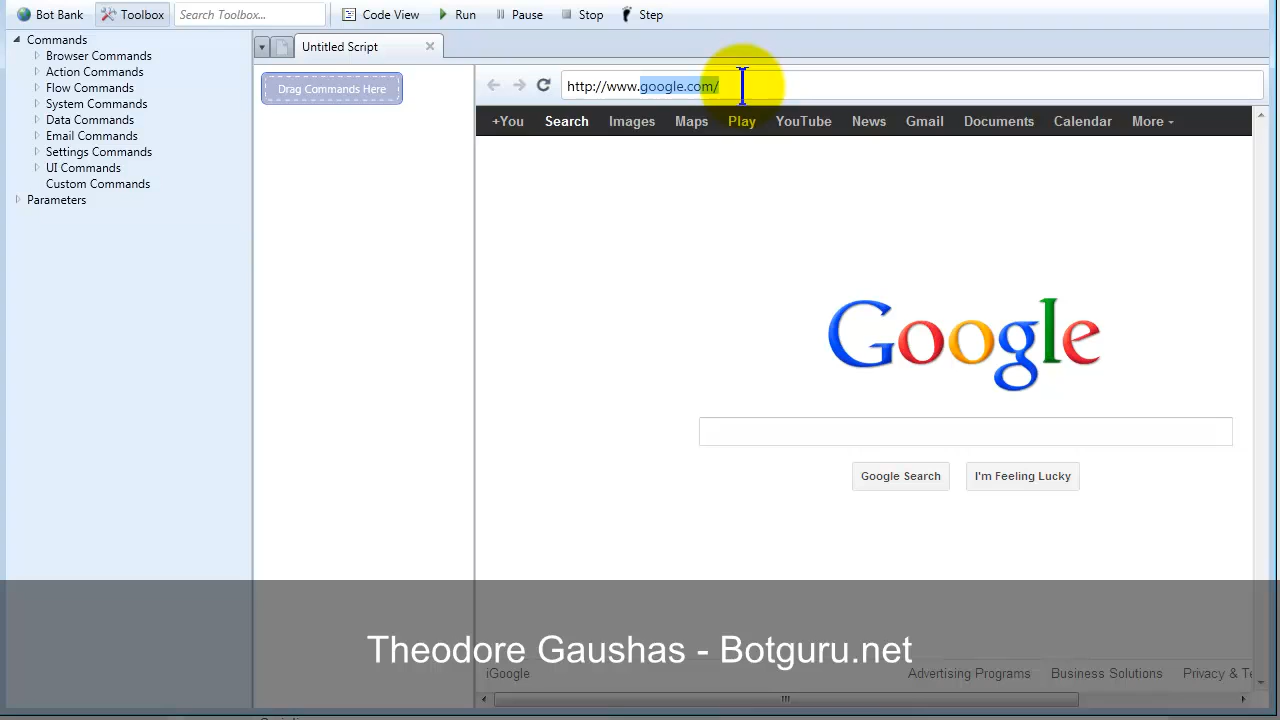 Bot Bank Toolbox Search Toolbox... Code View Run Pause Stop Step
Commands
Browser Commands
Action Commands
Flow Commands
System Commands
Data Commands
Email Commands
Settings Commands
UI Commands
Custom Commands
Parameters
Untitled Script
Drag Commands Here
http://www.google.com/
+You Search Images Maps Play YouTube News Gmail Documents Calendar More
Google
Google Search I'm Feeling Lucky
Theodore Gaushas - Botguru.net
iGoogle Advertising Programs Business Solutions Privacy & Te